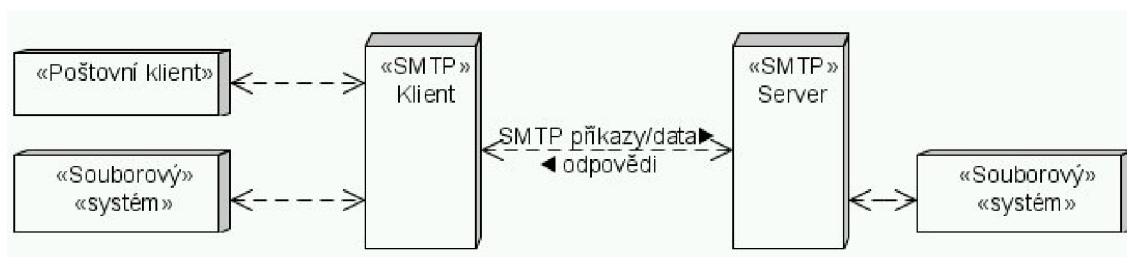 «Poštovní klient»
«Souborový»
«systém»
«SMTP»
Klient
SMTP příkazy/data►
◄ odpovědi
«SMTP»
Server
«Souborový»
«systém»